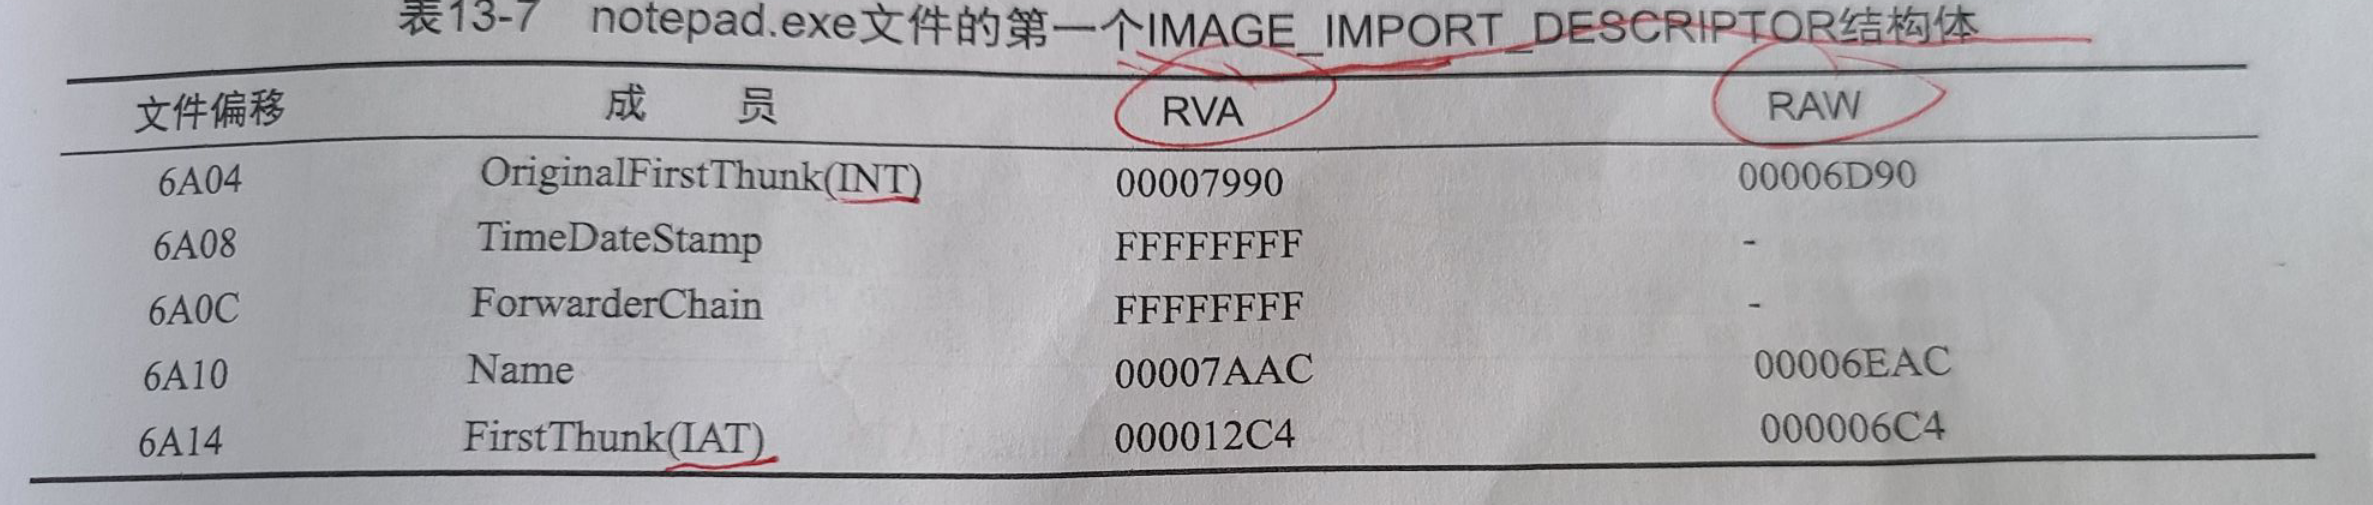 表13-7 notepad.exe文件的第一个IMAGE_IMPORT_DESCRIPTOR结构体
文件偏移 成 员 RVA RAW
6A04 OriginalFirstThunk(INT) 00007990 00006D90
6A08 TimeDateStamp FFFFFFFF -
6A0C ForwarderChain FFFFFFFF -
6A10 Name 00007AAC 00006EAC
6A14 FirstThunk(IAT) 000012C4 000006C4